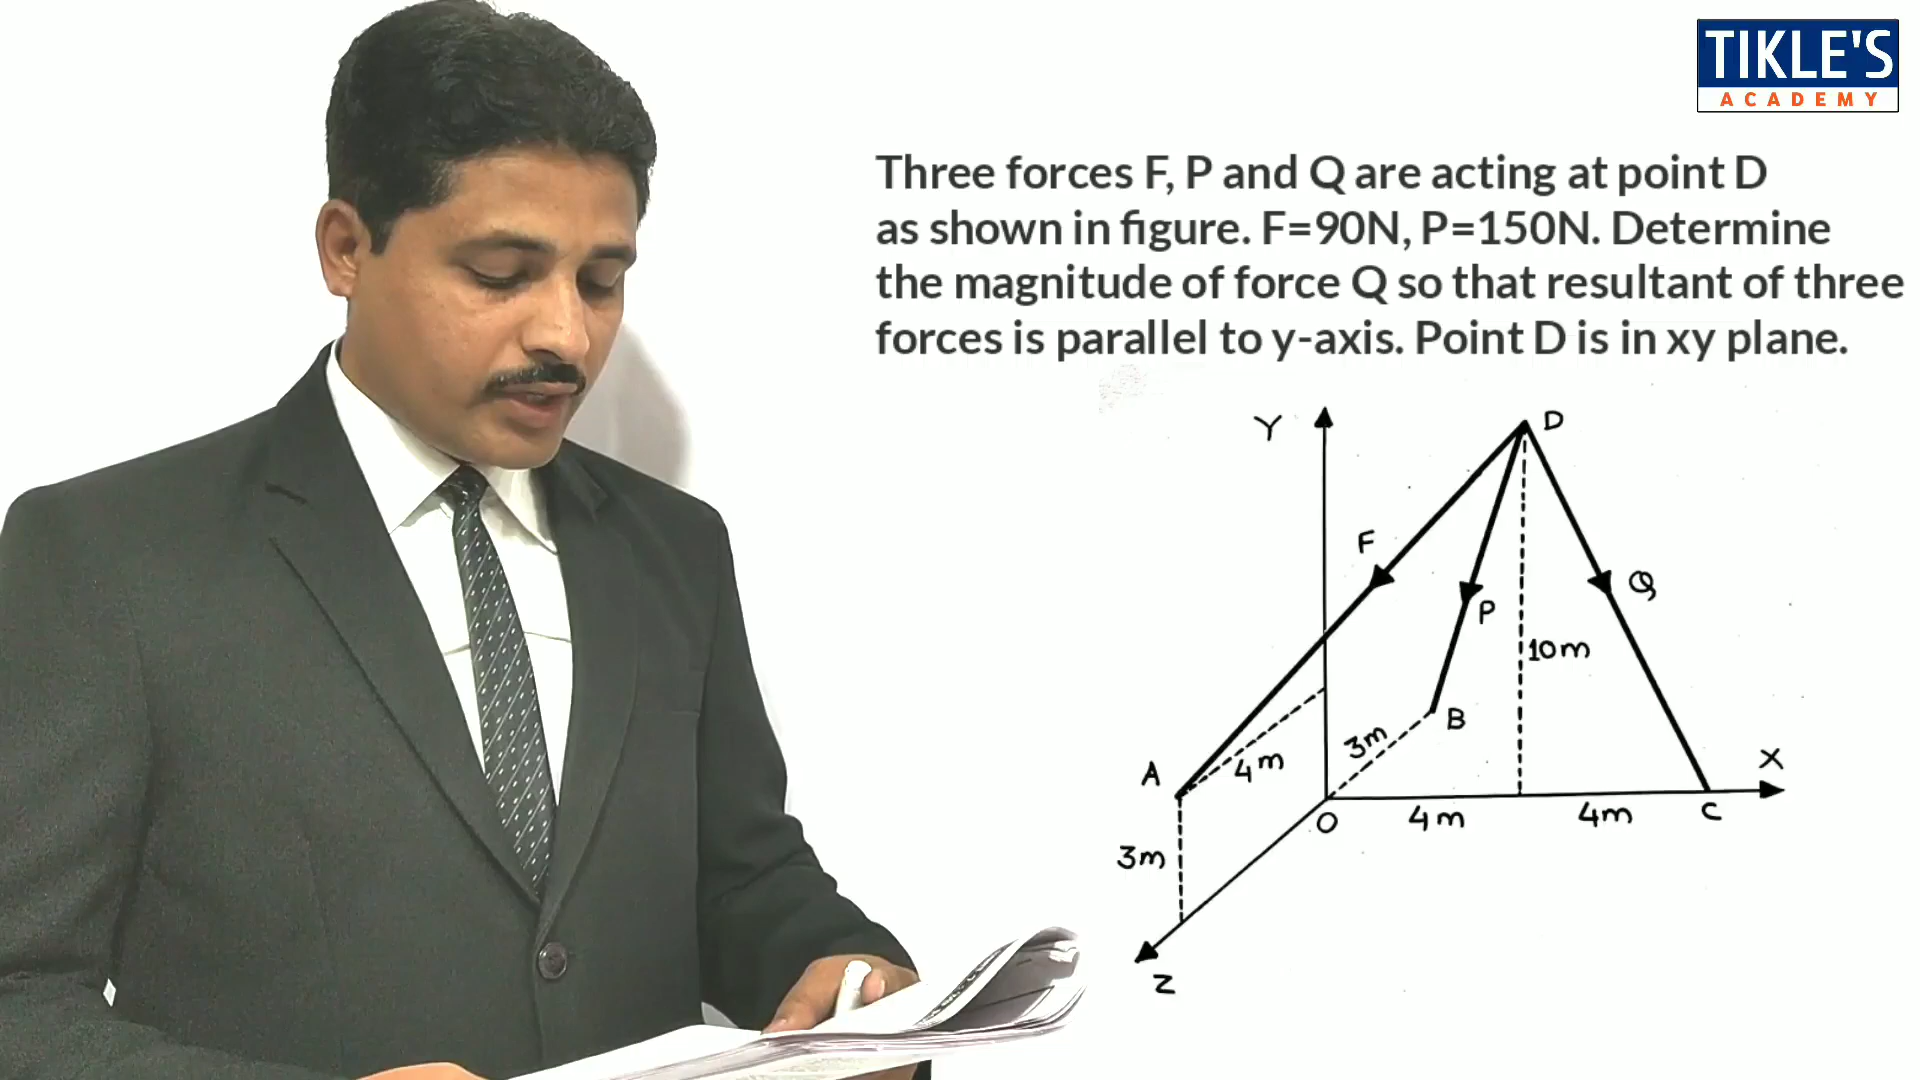 TIKLE'S
ACADEMY
Three forces F, P and Q are acting at point D
as shown in figure. F=90N, P=150N. Determine
the magnitude of force Q so that resultant of three
forces is parallel to y-axis. Point D is in xy plane.
Y
D
F
Q
P
10m
B
3m
X
A
4m
O
4m
4m
C
3m
Z